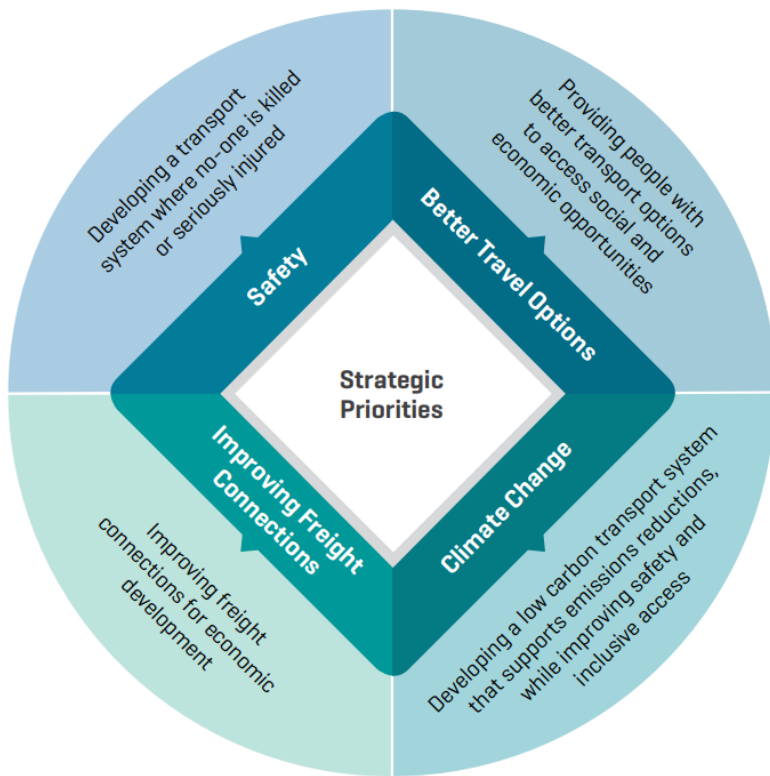 Strategic
Priorities
Safety
Developing a transport
system where no-one is killed
or seriously injured
Better Travel Options
Providing people with
better transport options
to access social and
economic opportunities
Improving Freight
Connections
Improving freight
connections for economic
development
Climate Change
Developing a low carbon transport system
that supports emissions reductions,
while improving safety and
inclusive access